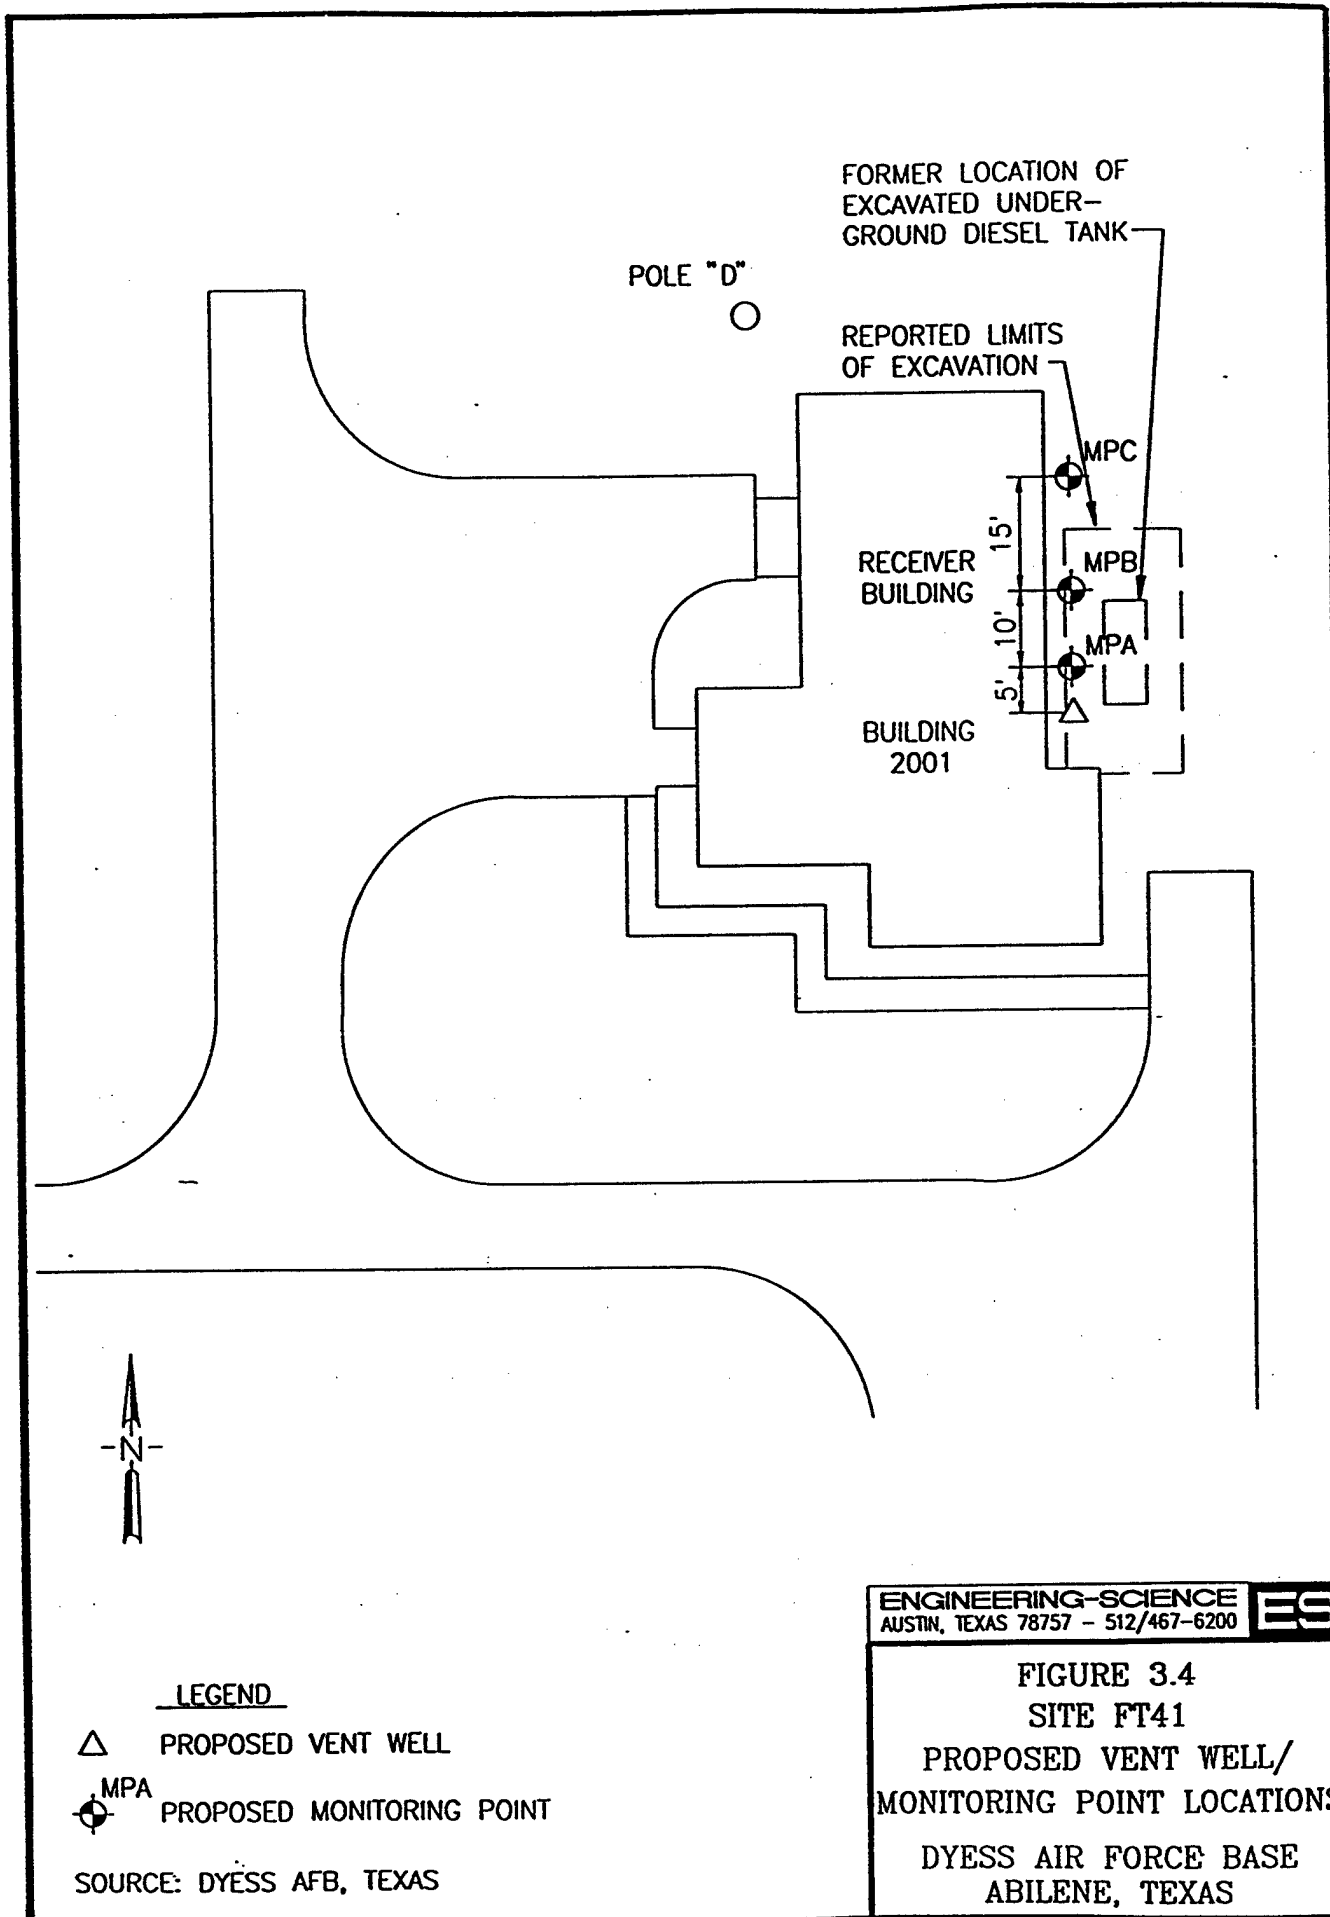 FORMER LOCATION OF
EXCAVATED UNDER-
GROUND DIESEL TANK
POLE "D"
REPORTED LIMITS
OF EXCAVATION
MPC
15'
RECEIVER
BUILDING
MPB
10'
MPA
5'
BUILDING
2001
-N-
ENGINEERING-SCIENCE
AUSTIN, TEXAS 78757 - 512/467-6200
ES
FIGURE 3.4
SITE FT41
PROPOSED VENT WELL/
MONITORING POINT LOCATIONS
DYESS AIR FORCE BASE
ABILENE, TEXAS
LEGEND
PROPOSED VENT WELL
MPA
PROPOSED MONITORING POINT
SOURCE: DYESS AFB, TEXAS